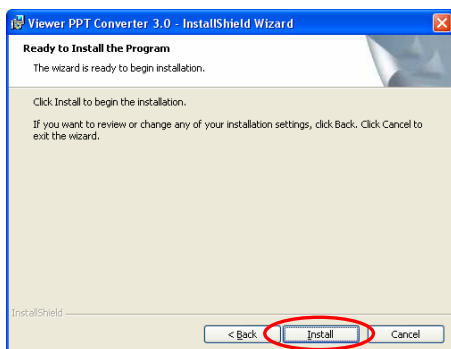 Viewer PPT Converter 3.0 - InstallShield Wizard
Ready to Install the Program
The wizard is ready to begin installation.
Click Install to begin the installation.
If you want to review or change any of your installation settings, click Back. Click Cancel to
exit the wizard.
InstallShield
< Back Install Cancel